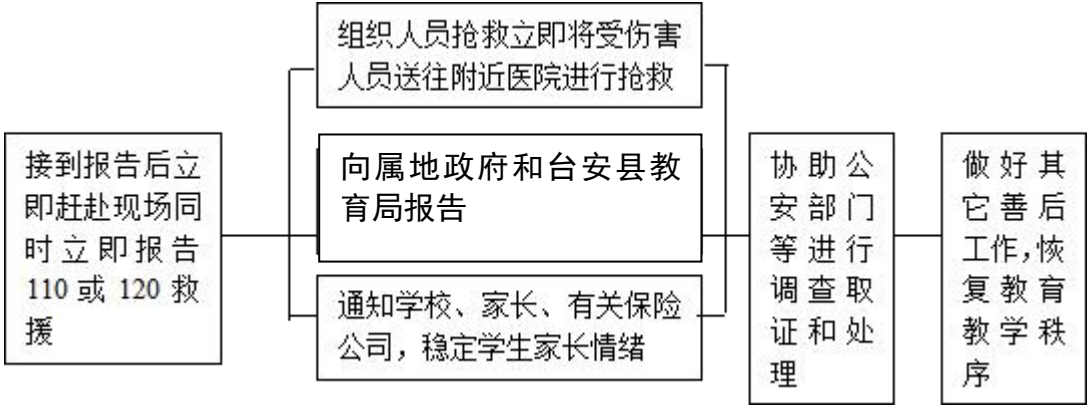 接到报告后立
即赶赴现场同
时立即报告
110或120救
援
组织人员抢救立即将受伤害
人员送往附近医院进行抢救
向属地政府和台安县教
育局报告
通知学校、家长、有关保险
公司，稳定学生家长情绪
协助公
安部门
等进行
调查取
证和处
理
做好其
它善后
工作，恢
复教育
教学秩
序